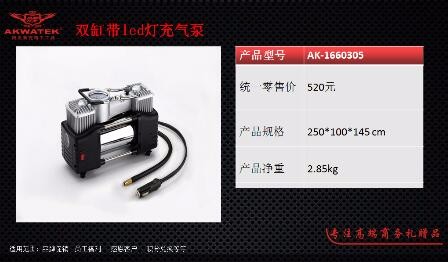 AKWATEK
双缸带lcd灯充气泵
产品型号 AK-1660305
统一零售价 520元
产品规格 250*100*145 cm
产品净重 2.85kg
专注高端商务礼赠品